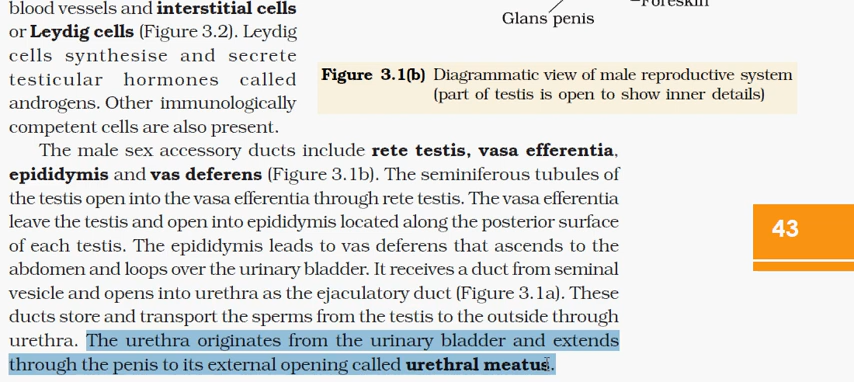 blood vessels and interstitial cells
or Leydig cells (Figure 3.2). Leydig
cells synthesise and secrete
testicular hormones called
androgens. Other immunologically
competent cells are also present.
Foreskin
Glans penis
Figure 3.1(b) Diagrammatic view of male reproductive system
(part of testis is open to show inner details)
The male sex accessory ducts include rete testis, vasa efferentia,
epididymis and vas deferens (Figure 3.1b). The seminiferous tubules of
the testis open into the vasa efferentia through rete testis. The vasa efferentia
leave the testis and open into epididymis located along the posterior surface
of each testis. The epididymis leads to vas deferens that ascends to the
abdomen and loops over the urinary bladder. It receives a duct from seminal
vesicle and opens into urethra as the ejaculatory duct (Figure 3.1a). These
ducts store and transport the sperms from the testis to the outside through
urethra. The urethra originates from the urinary bladder and extends
through the penis to its external opening called urethral meatus.
43